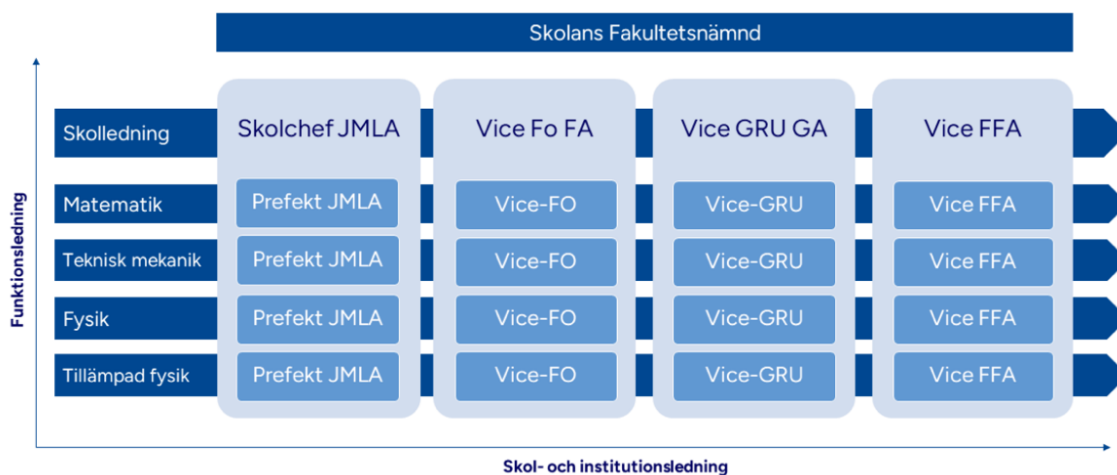 Skolans Fakultetsnämnd
Skolledning
Skolchef JMLA
Vice Fo FA
Vice GRU GA
Vice FFA
Matematik
Prefekt JMLA
Vice-FO
Vice-GRU
Vice FFA
Teknisk mekanik
Prefekt JMLA
Vice-FO
Vice-GRU
Vice FFA
Fysik
Prefekt JMLA
Vice-FO
Vice-GRU
Vice FFA
Tillämpad fysik
Prefekt JMLA
Vice-FO
Vice-GRU
Vice FFA
Funktionsledning
Skol- och institutionsledning